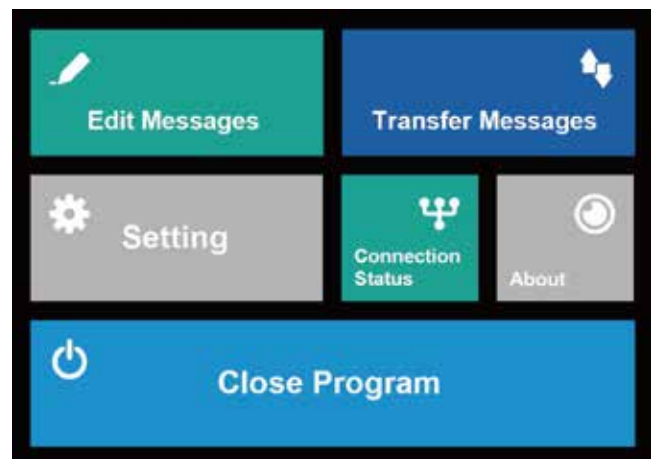 Edit Messages
Transfer Messages
Setting
Connection
Status
About
Close Program